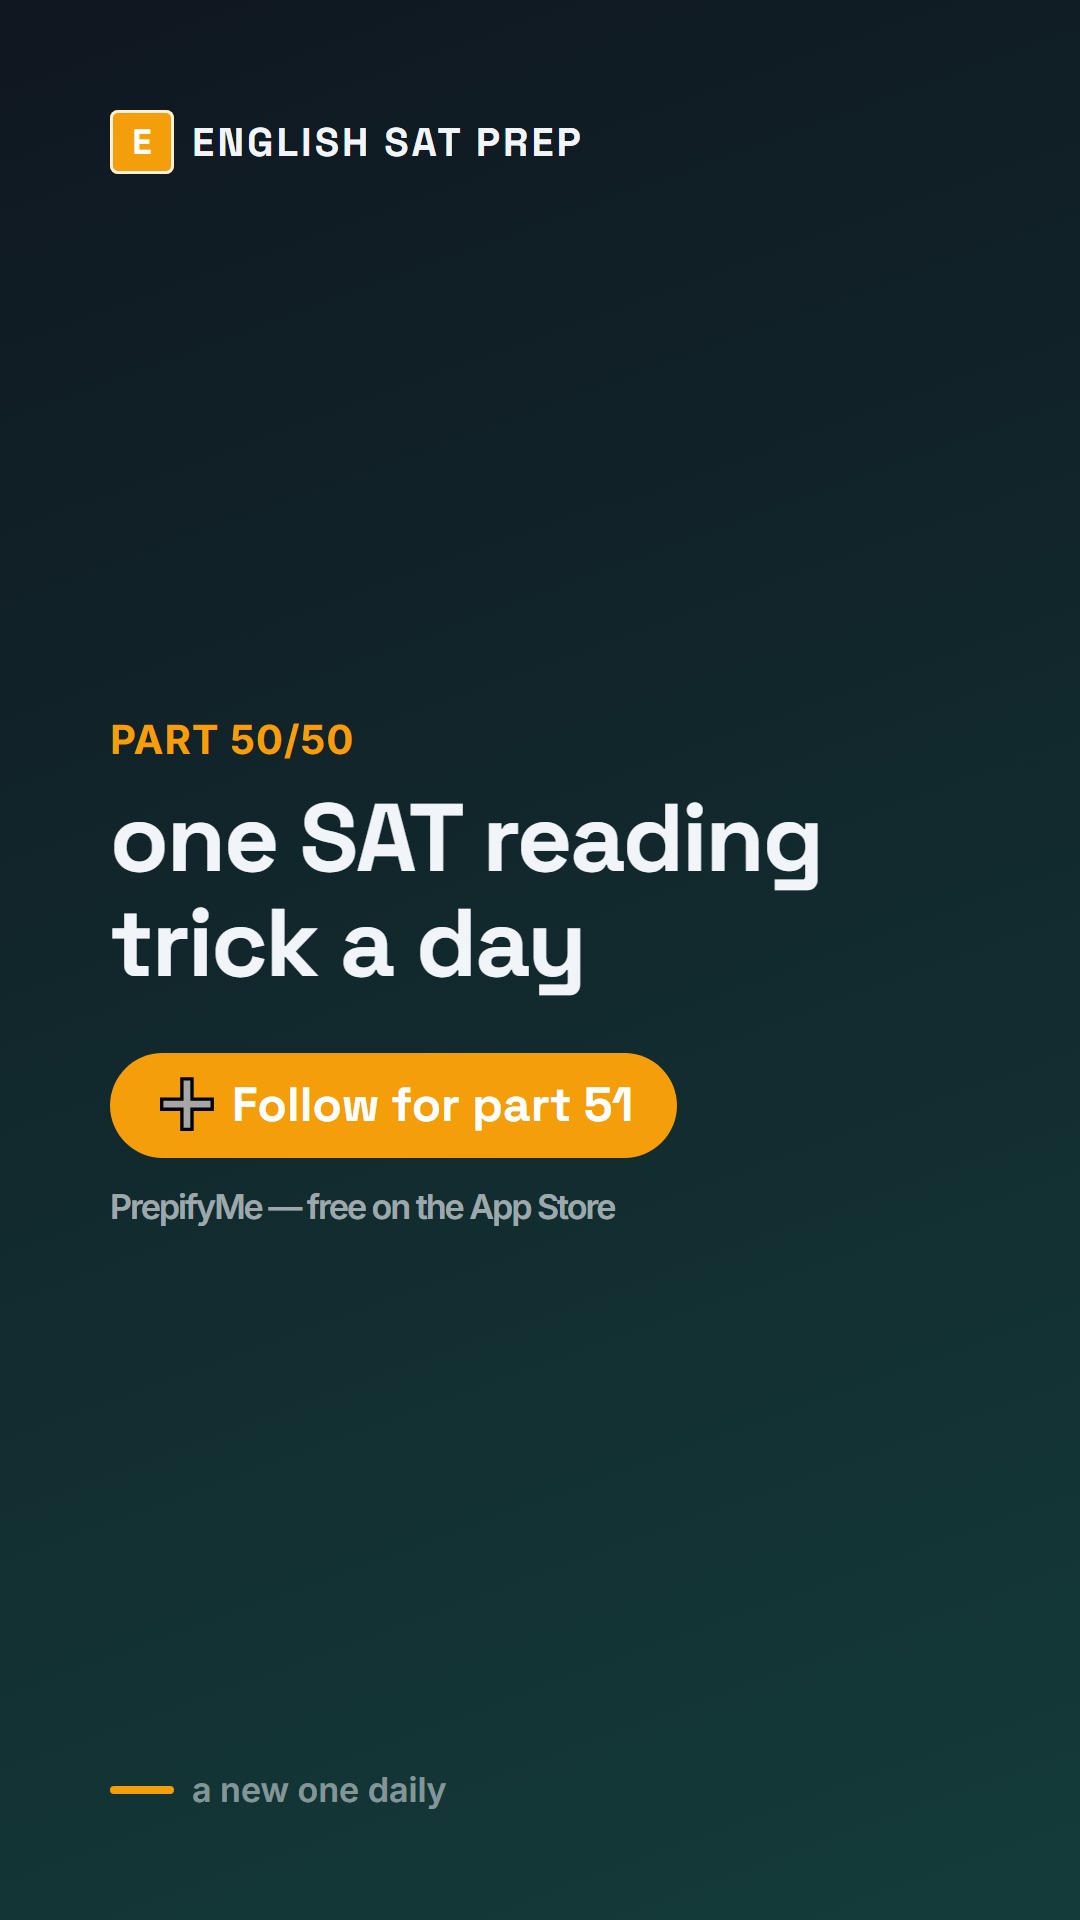 E ENGLISH SAT PREP
PART 50/50
one SAT reading
trick a day
➕ Follow for part 51
PrepifyMe — free on the App Store
a new one daily